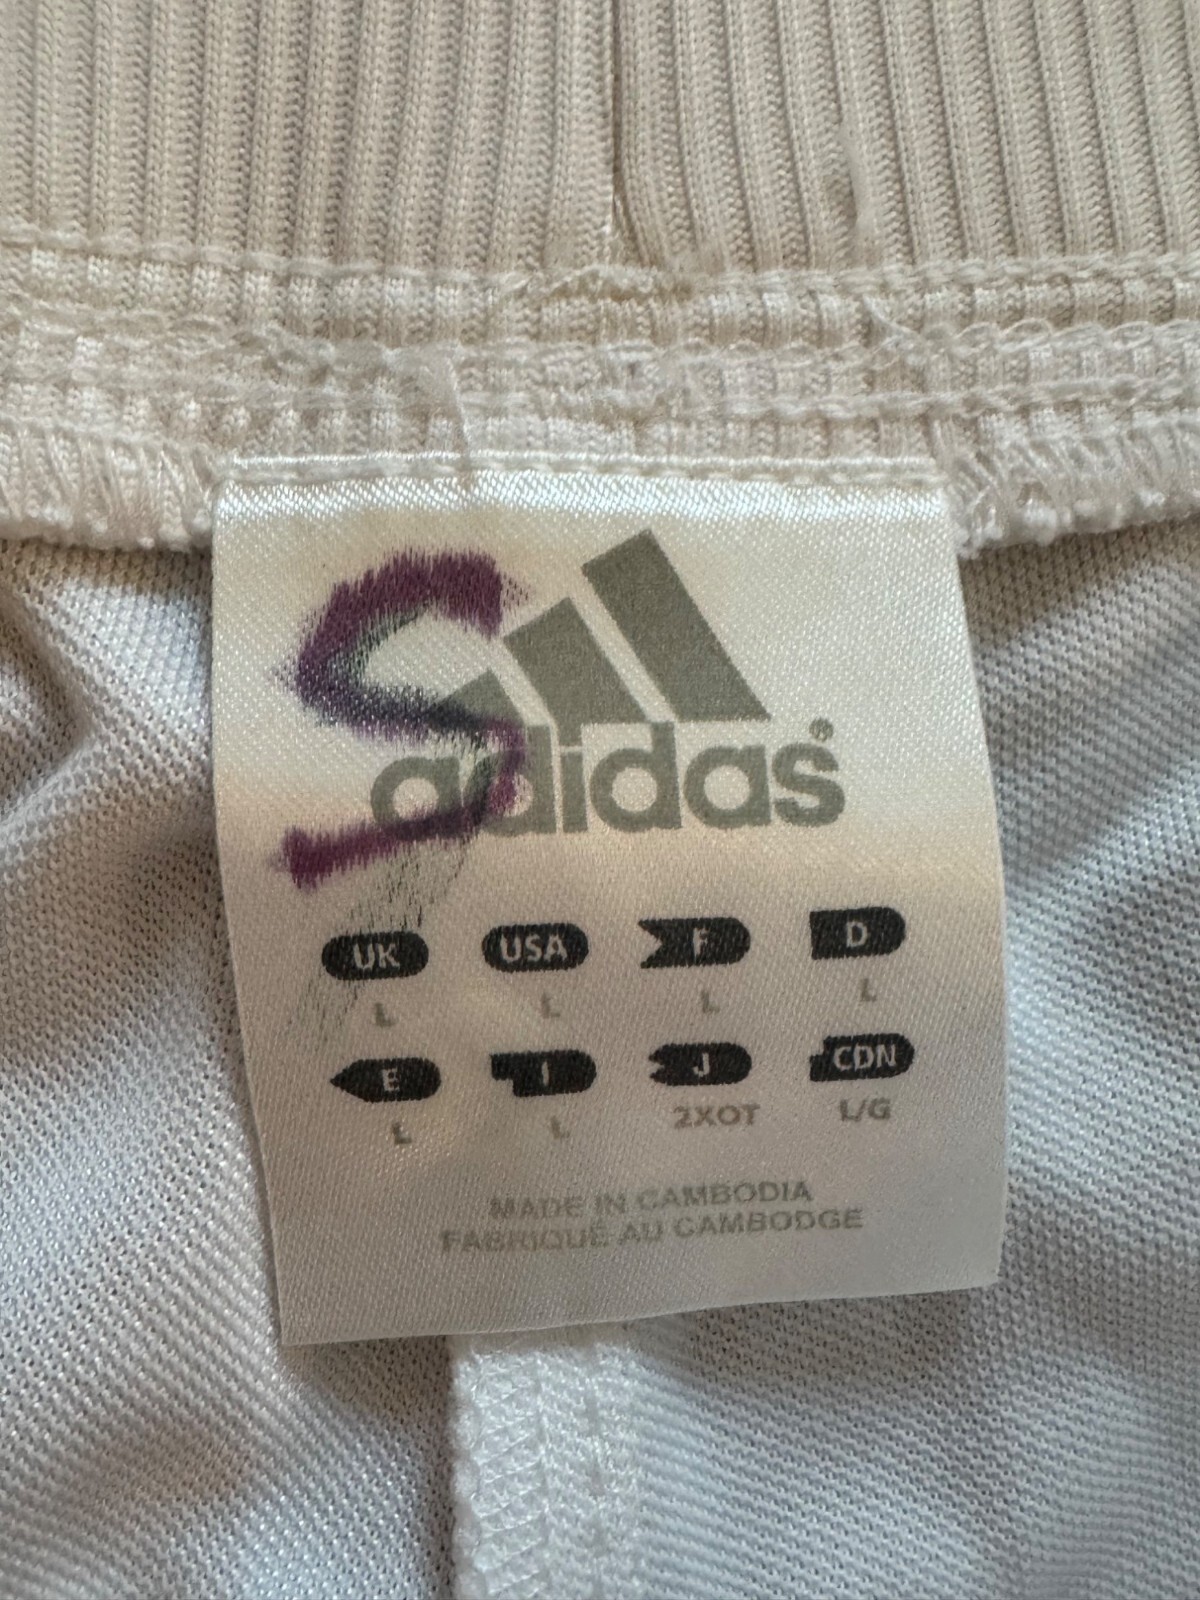 S
adidas®
UK USA F D
L L L L
E I J CDN
L L 2XOT L/G
MADE IN CAMBODIA
FABRIQUÉ AU CAMBODGE